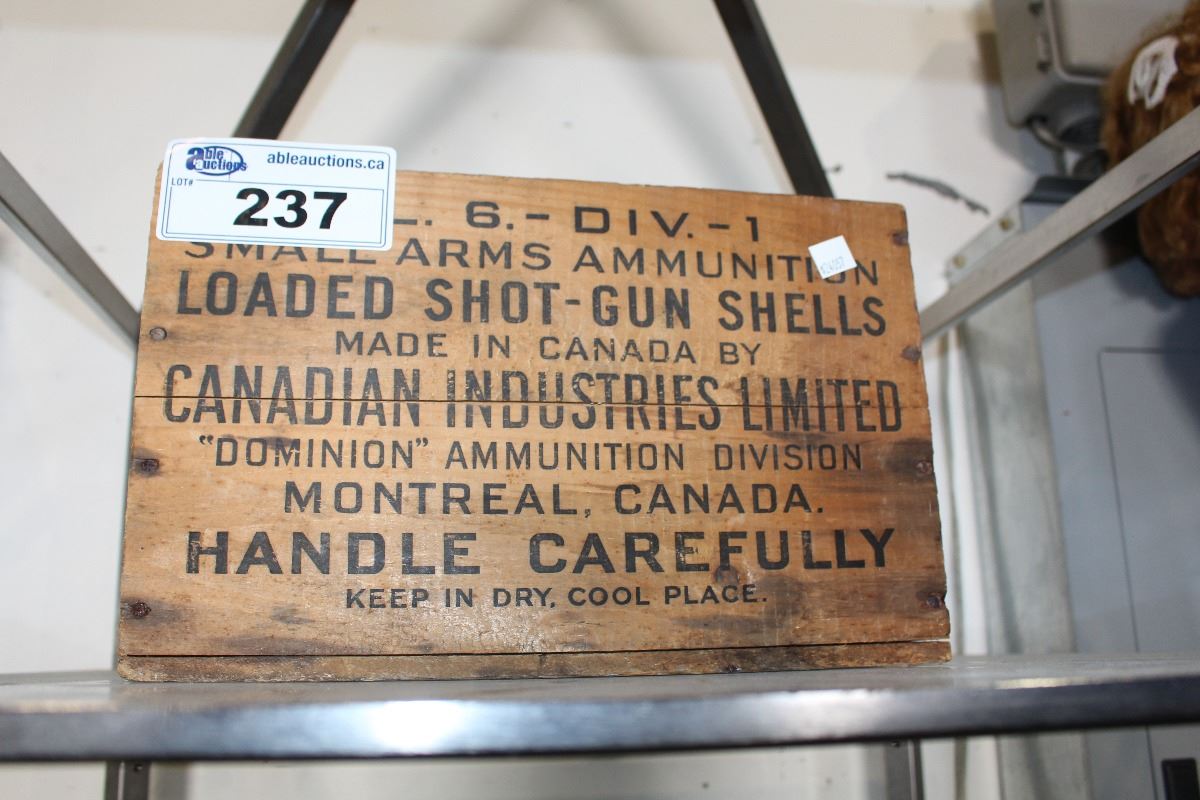 able auctions
ableauctions.ca
LOT#
237
L. 6. - DIV. - 1
SMALL ARMS AMMUNITION
LOADED SHOT-GUN SHELLS
MADE IN CANADA BY
CANADIAN INDUSTRIES LIMITED
"DOMINION" AMMUNITION DIVISION
MONTREAL, CANADA.
HANDLE CAREFULLY
KEEP IN DRY, COOL PLACE.